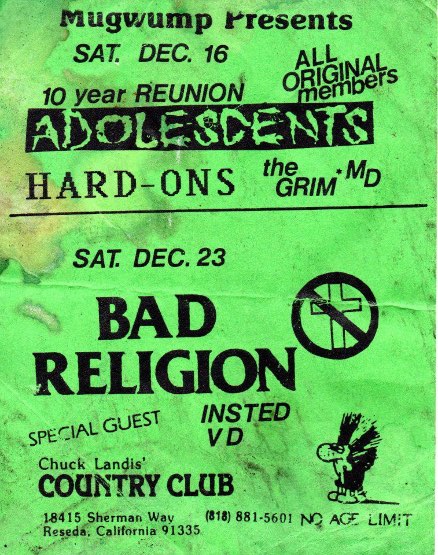 Mugwump Presents
SAT. DEC. 16
ALL
ORIGINAL
members
10 year REUNION
ADOLESCENTS
HARD-ONS
the
GRIM * MD
SAT. DEC. 23
BAD
RELIGION
SPECIAL GUEST
INSTED
VD
Chuck Landis'
COUNTRY CLUB
18415 Sherman Way
Reseda, California 91335
(818) 881-5601
NO AGE LIMIT